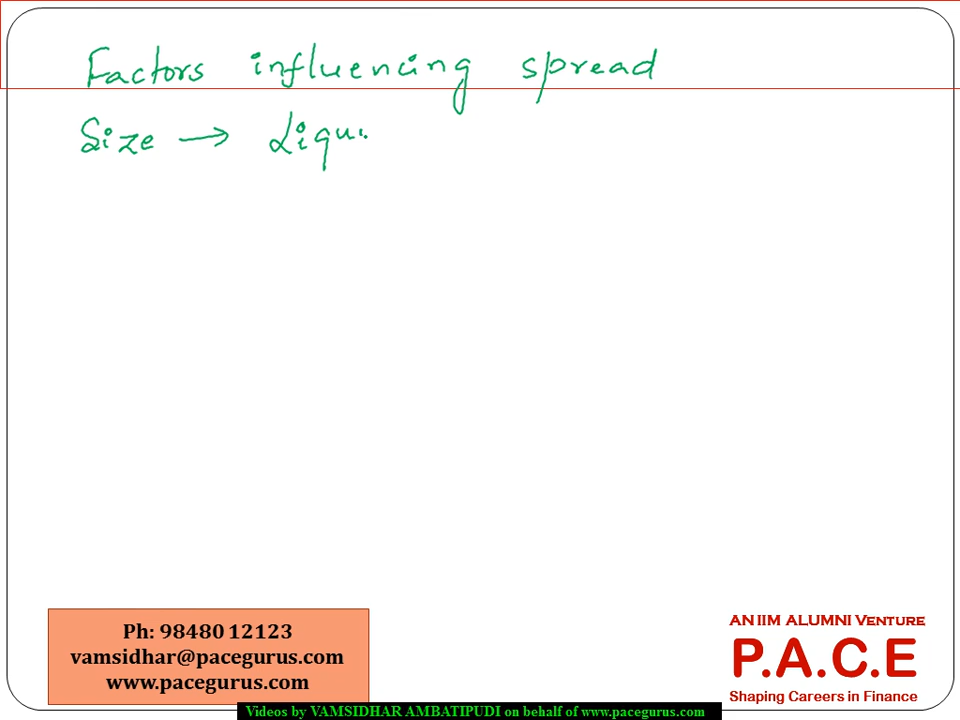 Factors influencing spread
Size → Liqui
Ph: 98480 12123
vamsidhar@pacegurus.com
www.pacegurus.com
AN IIM ALUMNI VENTURE
P.A.C.E
Shaping Careers in Finance
Videos by VAMSIDHAR AMBATIPUDI on behalf of www.pacegurus.com